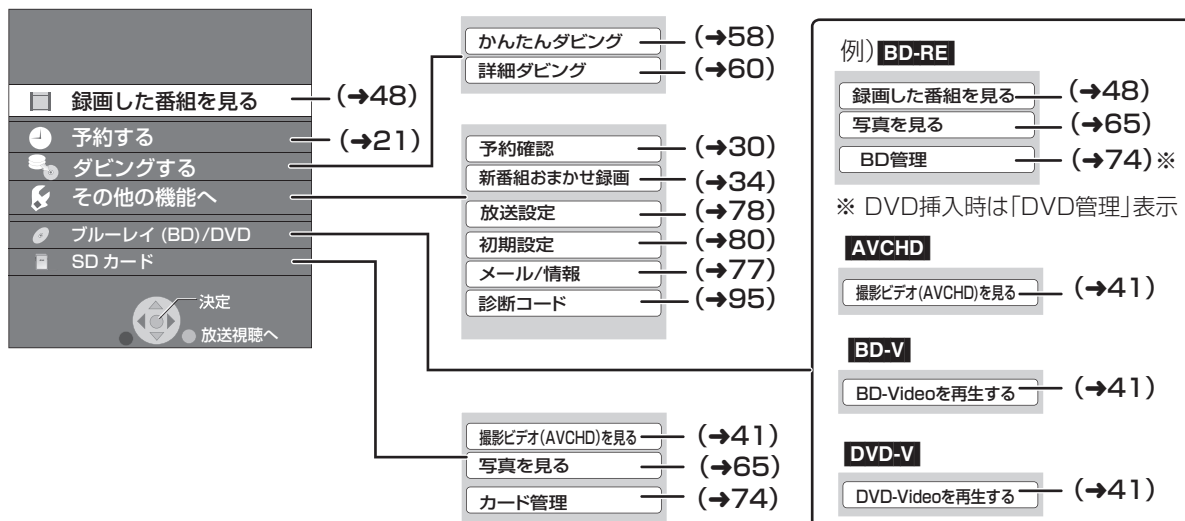 録画した番組を見る (➜48)
予約する (➜21)
ダビングする
その他の機能へ
ブルーレイ (BD)/DVD
SD カード
決定
放送視聴へ
かんたんダビング (➜58)
詳細ダビング (➜60)
予約確認 (➜30)
新番組おまかせ録画 (➜34)
放送設定 (➜78)
初期設定 (➜80)
メール/情報 (➜77)
診断コード (➜95)
撮影ビデオ(AVCHD)を見る (➜41)
写真を見る (➜65)
カード管理 (➜74)
例) BD-RE
録画した番組を見る (➜48)
写真を見る (➜65)
BD管理 (➜74)※
※ DVD挿入時は「DVD管理」表示
AVCHD
撮影ビデオ(AVCHD)を見る (➜41)
BD-V
BD-Videoを再生する (➜41)
DVD-V
DVD-Videoを再生する (➜41)